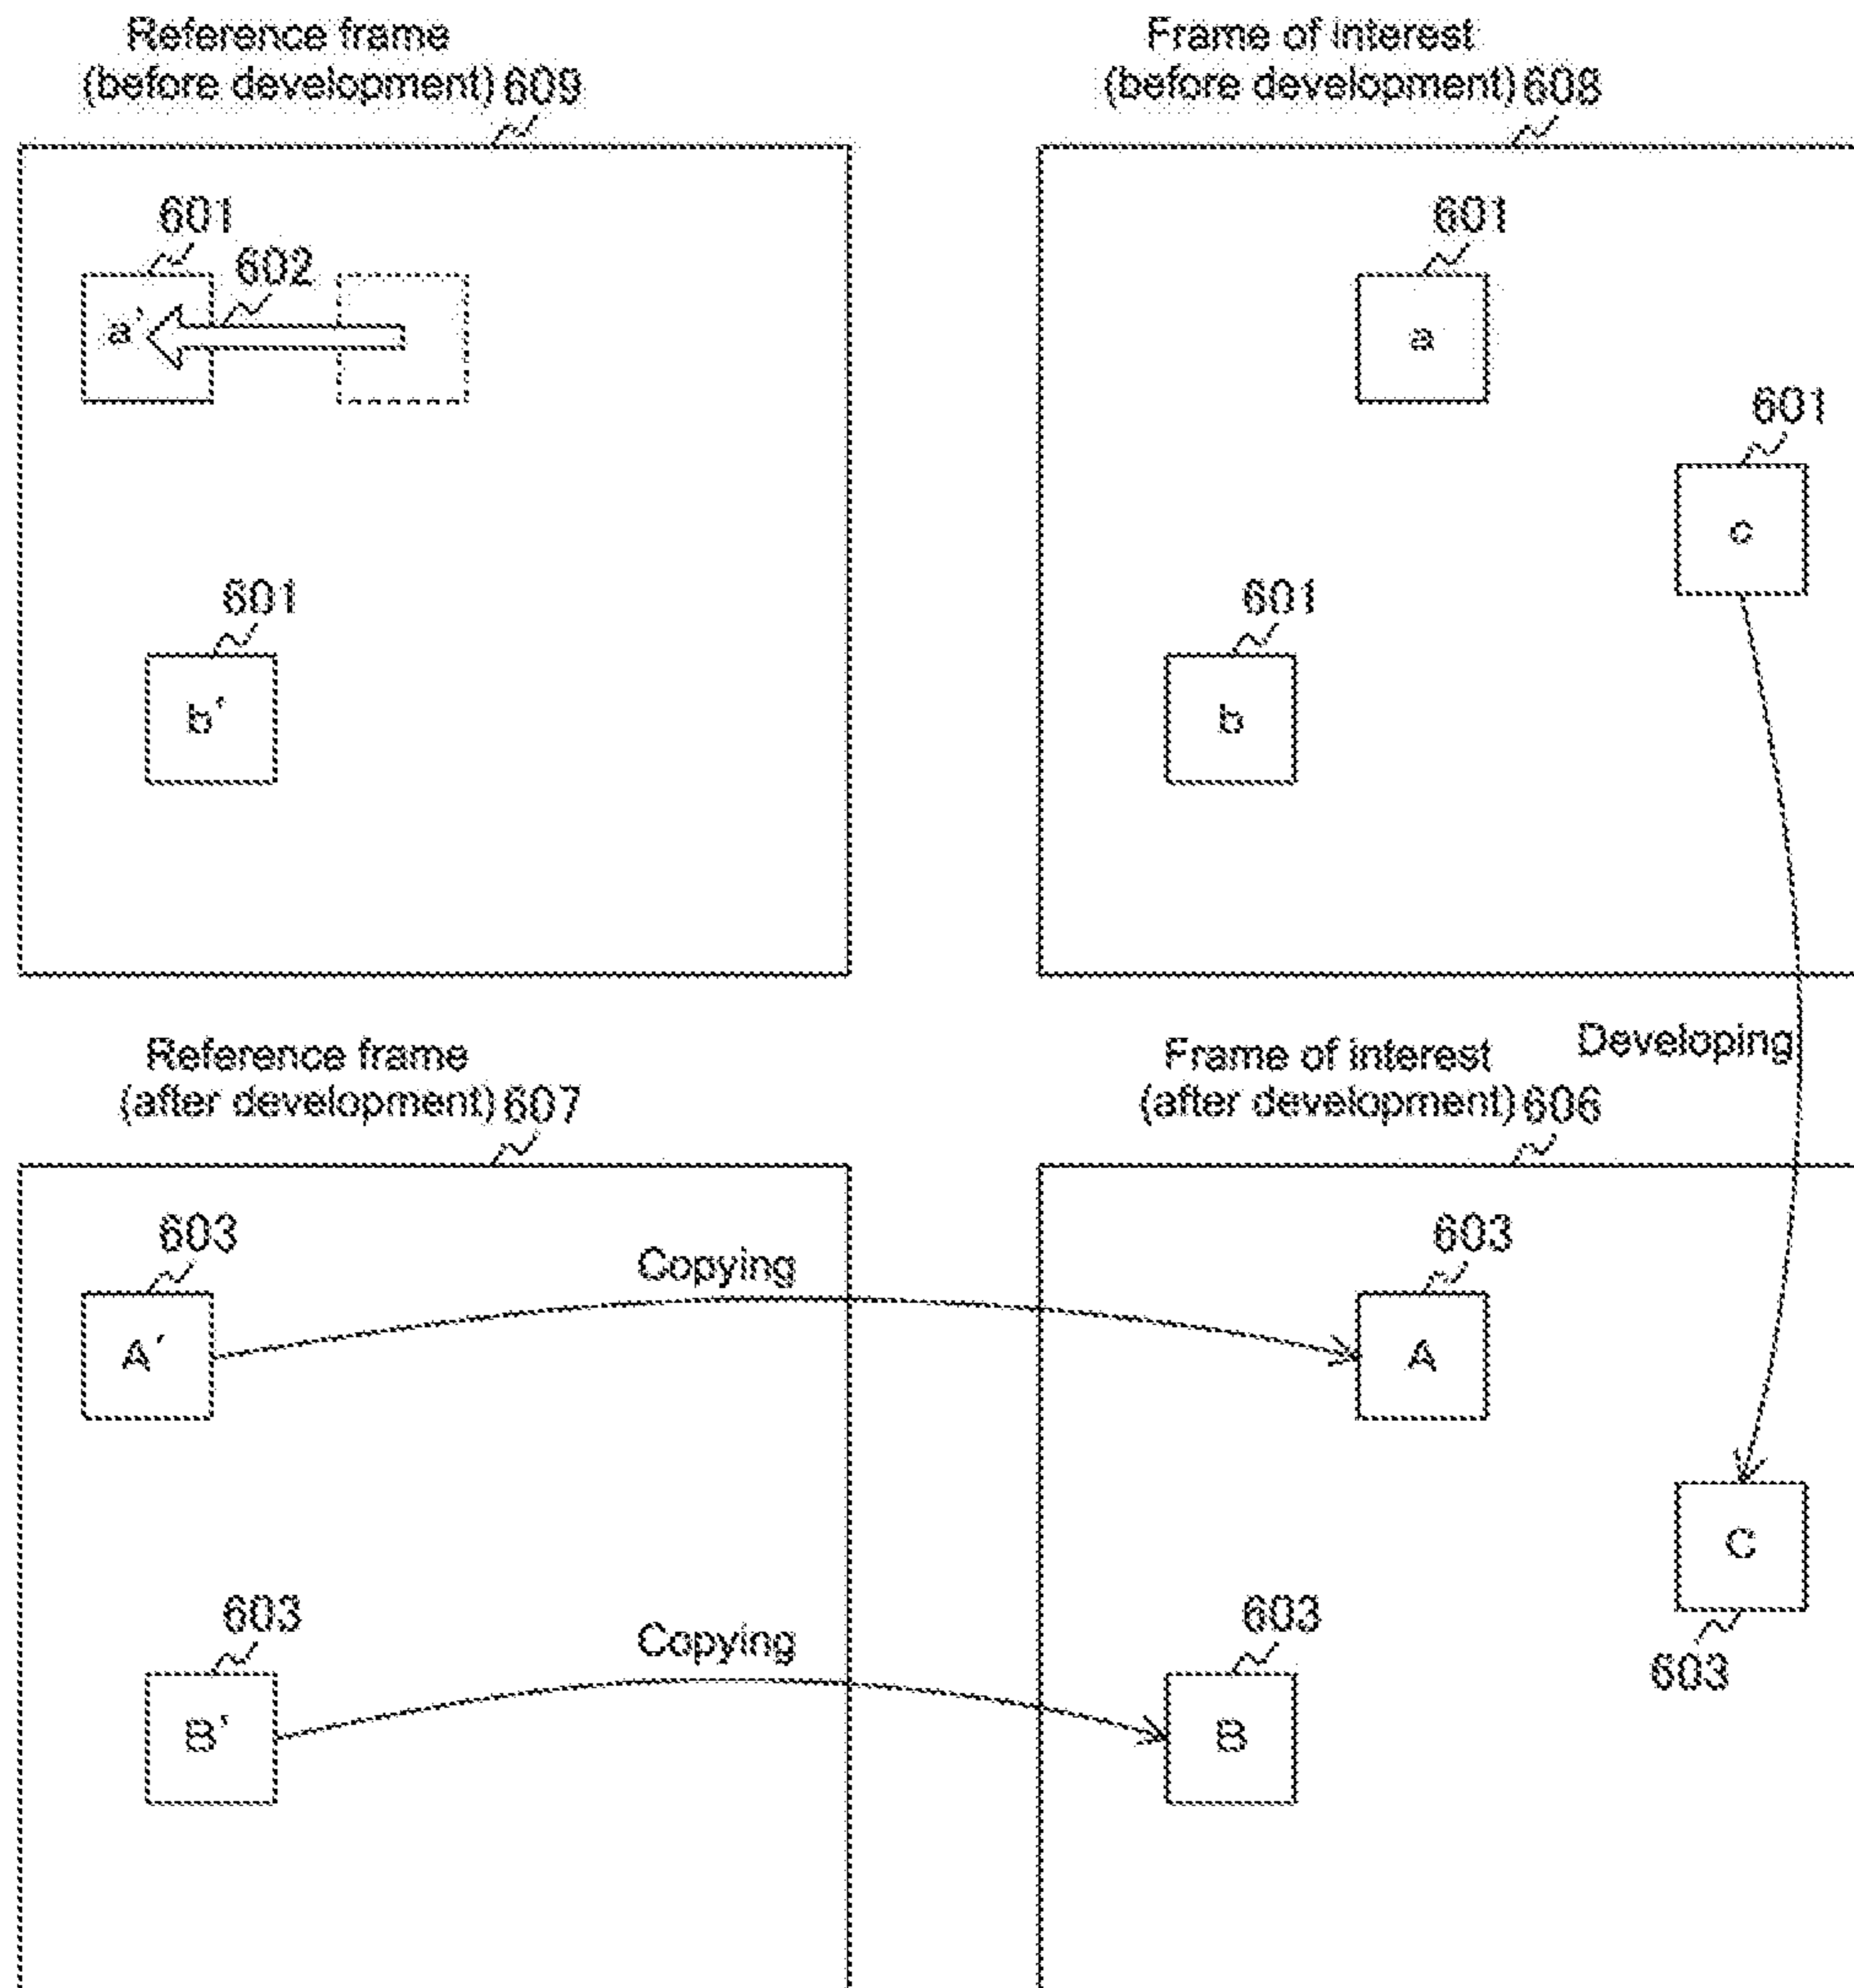 Reference frame
(before development) 609
Frame of interest
(before development) 608
601
602
a'
601
b'
601
a
601
c
601
b
Developing
Reference frame
(after development) 607
Frame of interest
(after development) 606
603
A'
Copying
603
A
603
B'
Copying
603
B
C
603